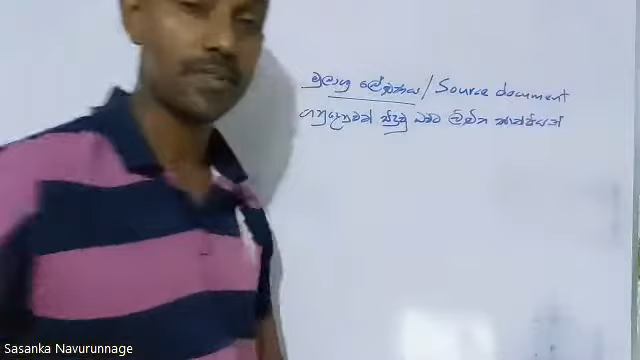 මූලාශ්‍ර ලේඛනය / Source document
ගනුදෙනුවක් සිදුවූ බවට ලිඛිත සාක්ෂියක්
Sasanka Navurunnage